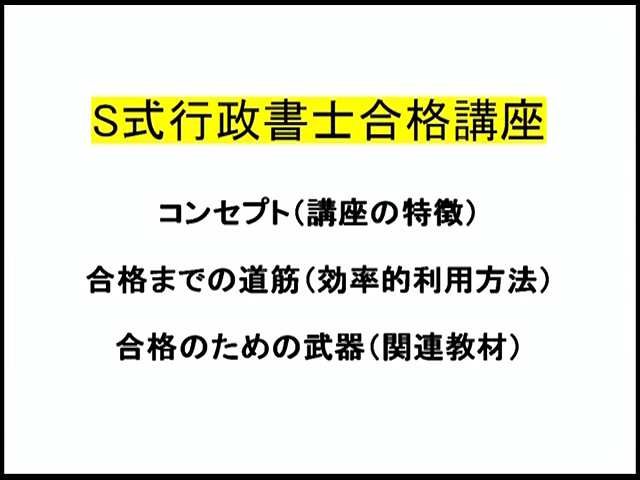 S式行政書士合格講座
コンセプト(講座の特徴)
合格までの道筋(効率的利用方法)
合格のための武器(関連教材)